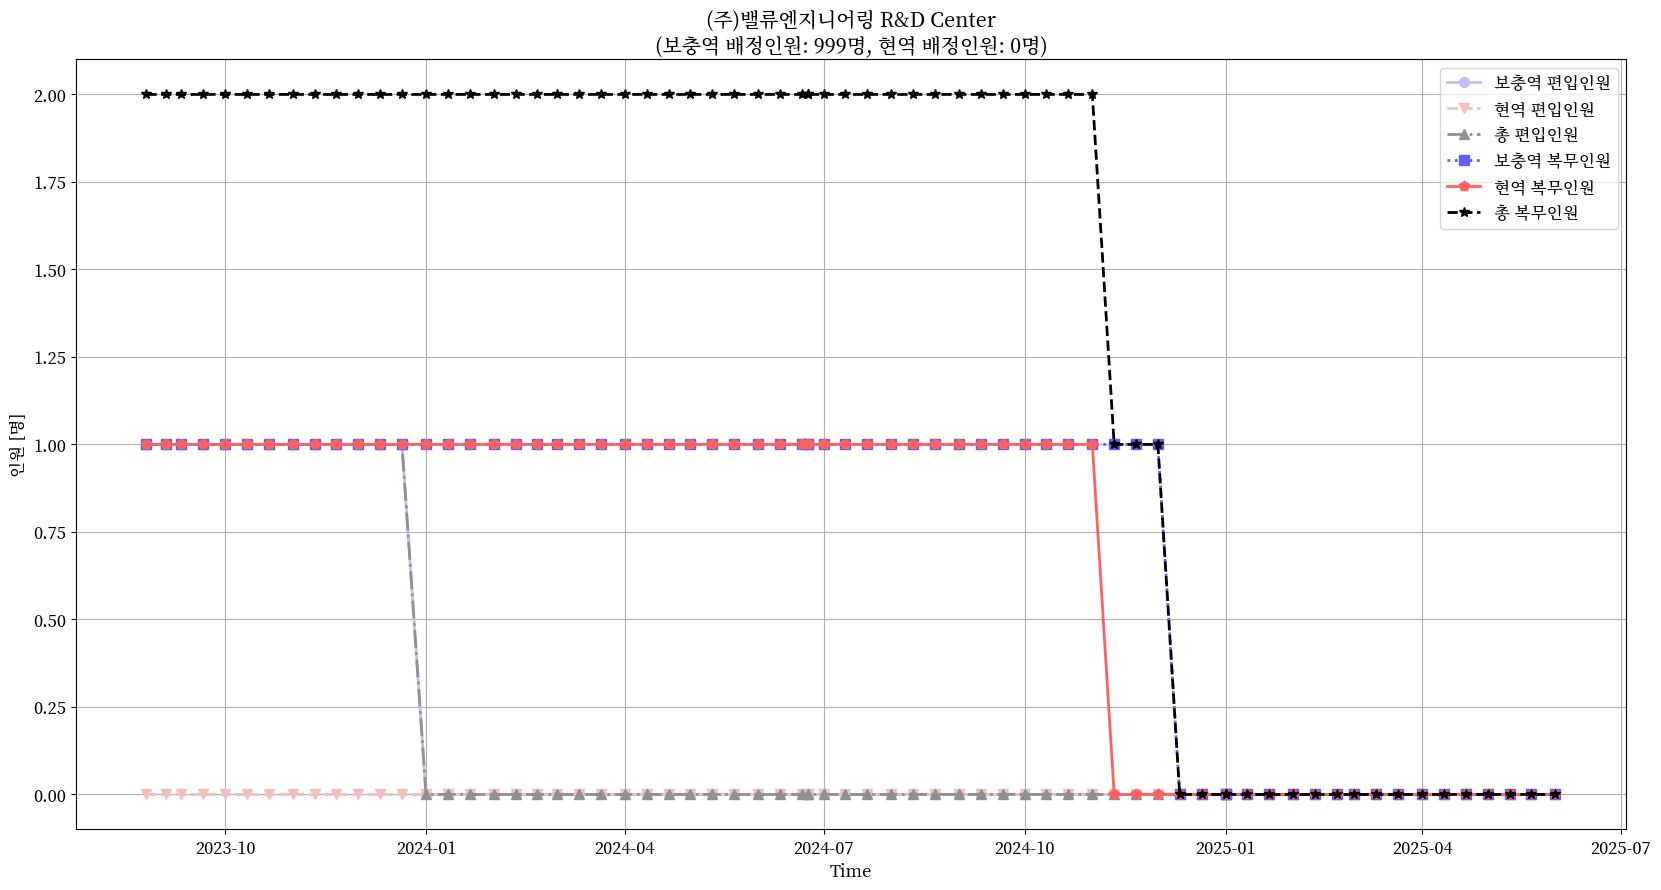 (주)밸류엔지니어링 R&D Center
(보충역 배정인원: 999명, 현역 배정인원: 0명)
보충역 편입인원
현역 편입인원
총 편입인원
보충역 복무인원
현역 복무인원
총 복무인원
2.00
1.75
1.50
1.25
1.00
0.75
0.50
0.25
0.00
인원 [명]
2023-10
2024-01
2024-04
2024-07
2024-10
2025-01
2025-04
2025-07
Time